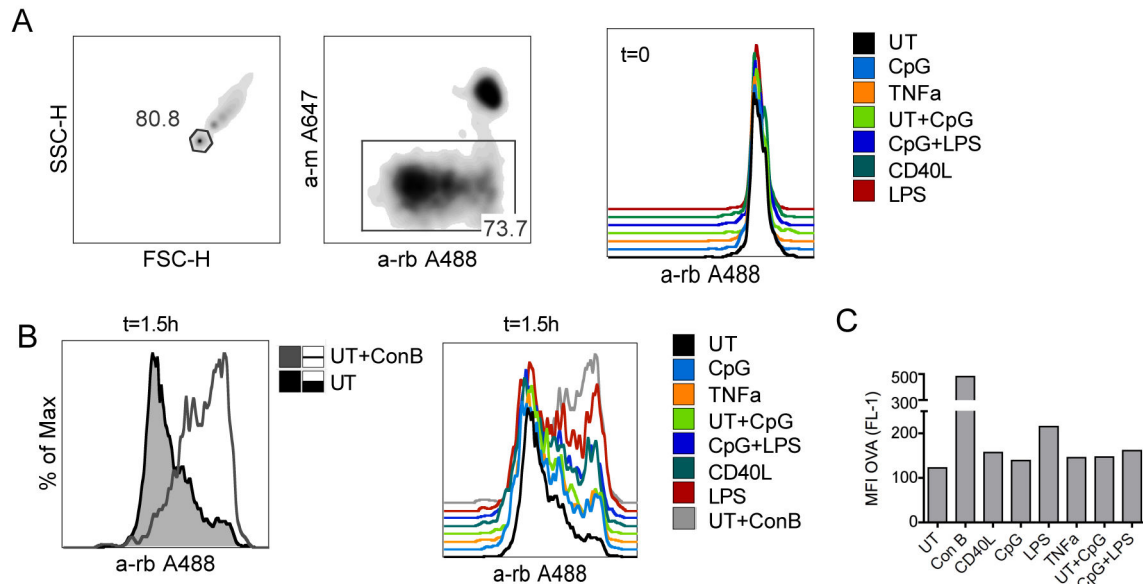 A
SSC-H
80.8
FSC-H
a-m A647
73.7
a-rb A488
t=0
a-rb A488
UT
CpG
TNFa
UT+CpG
CpG+LPS
CD40L
LPS
B
t=1.5h
% of Max
a-rb A488
UT+ConB
UT
t=1.5h
a-rb A488
UT
CpG
TNFa
UT+CpG
CpG+LPS
CD40L
LPS
UT+ConB
C
MFI OVA (FL-1)
500
300
200
100
0
UT
Con B
CD40L
CpG
LPS
TNFa
UT+CpG
CpG+LPS